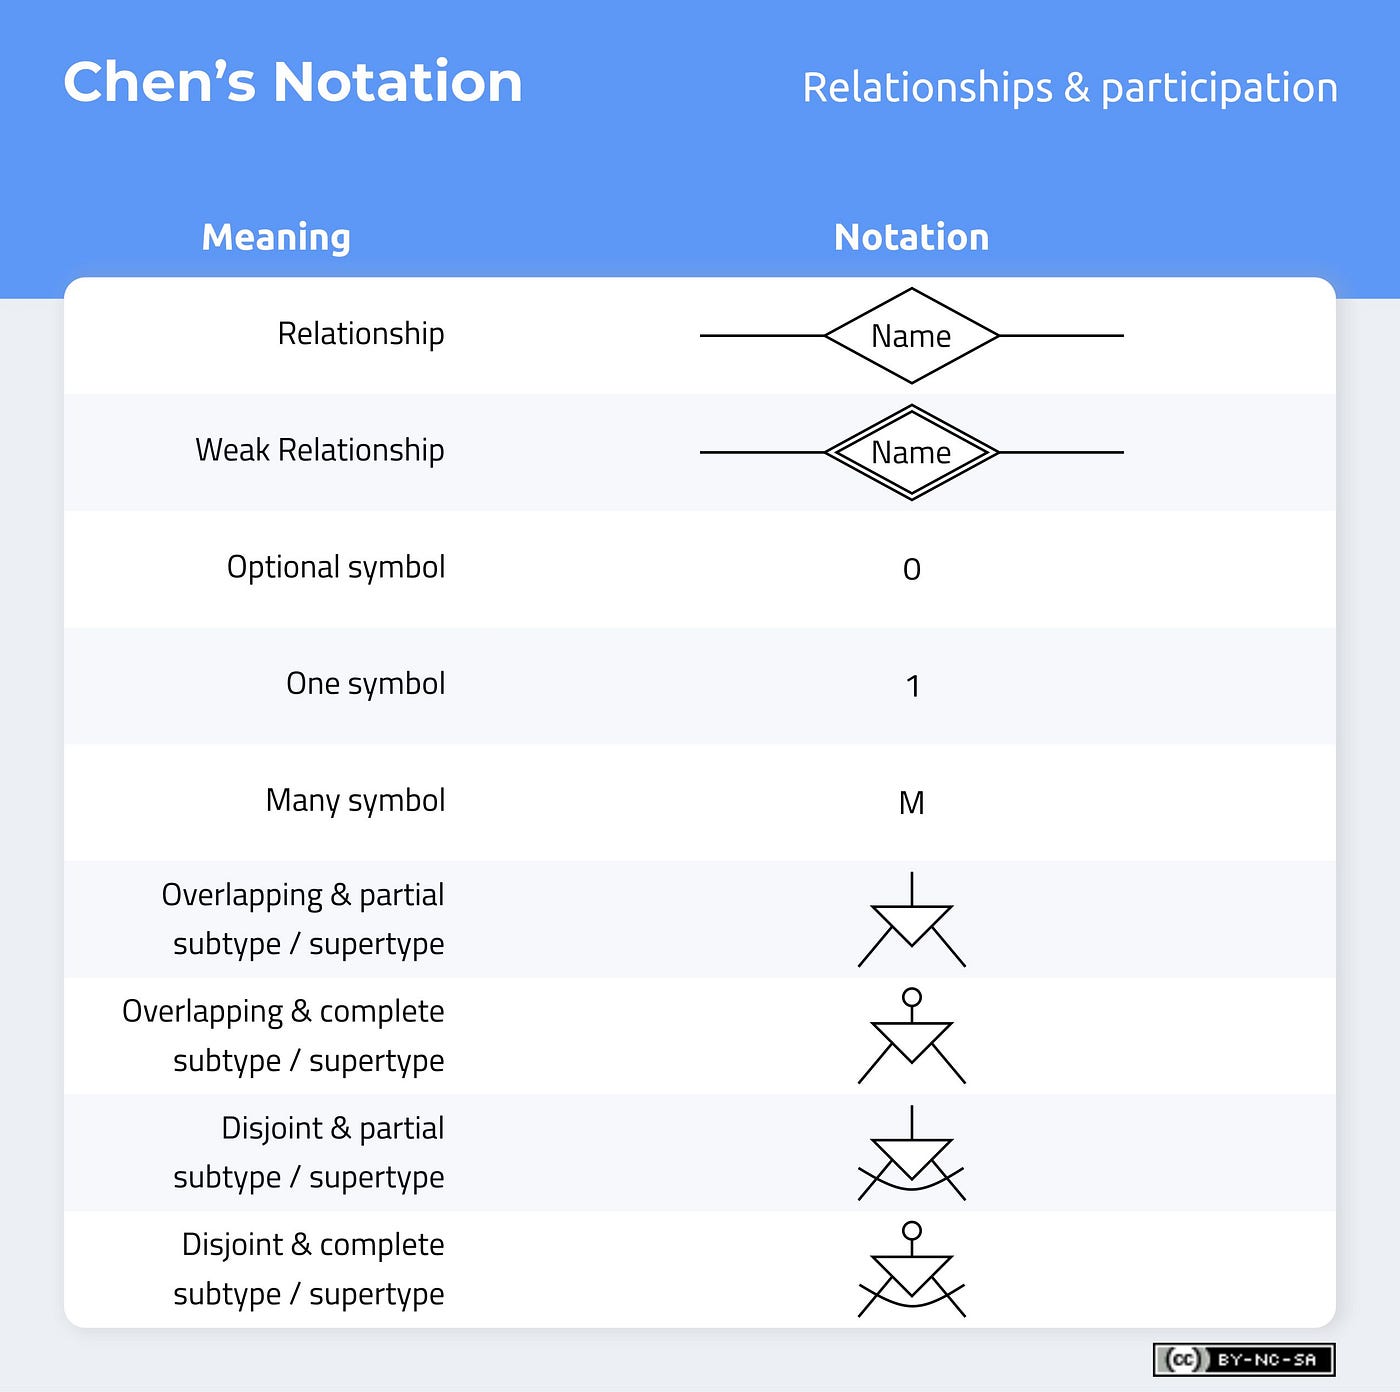 Chen’s Notation
Relationships & participation
Meaning
Notation
Relationship
Name
Weak Relationship
Name
Optional symbol
0
One symbol
1
Many symbol
M
Overlapping & partial
subtype / supertype
Overlapping & complete
subtype / supertype
Disjoint & partial
subtype / supertype
Disjoint & complete
subtype / supertype
cc BY-NC-SA